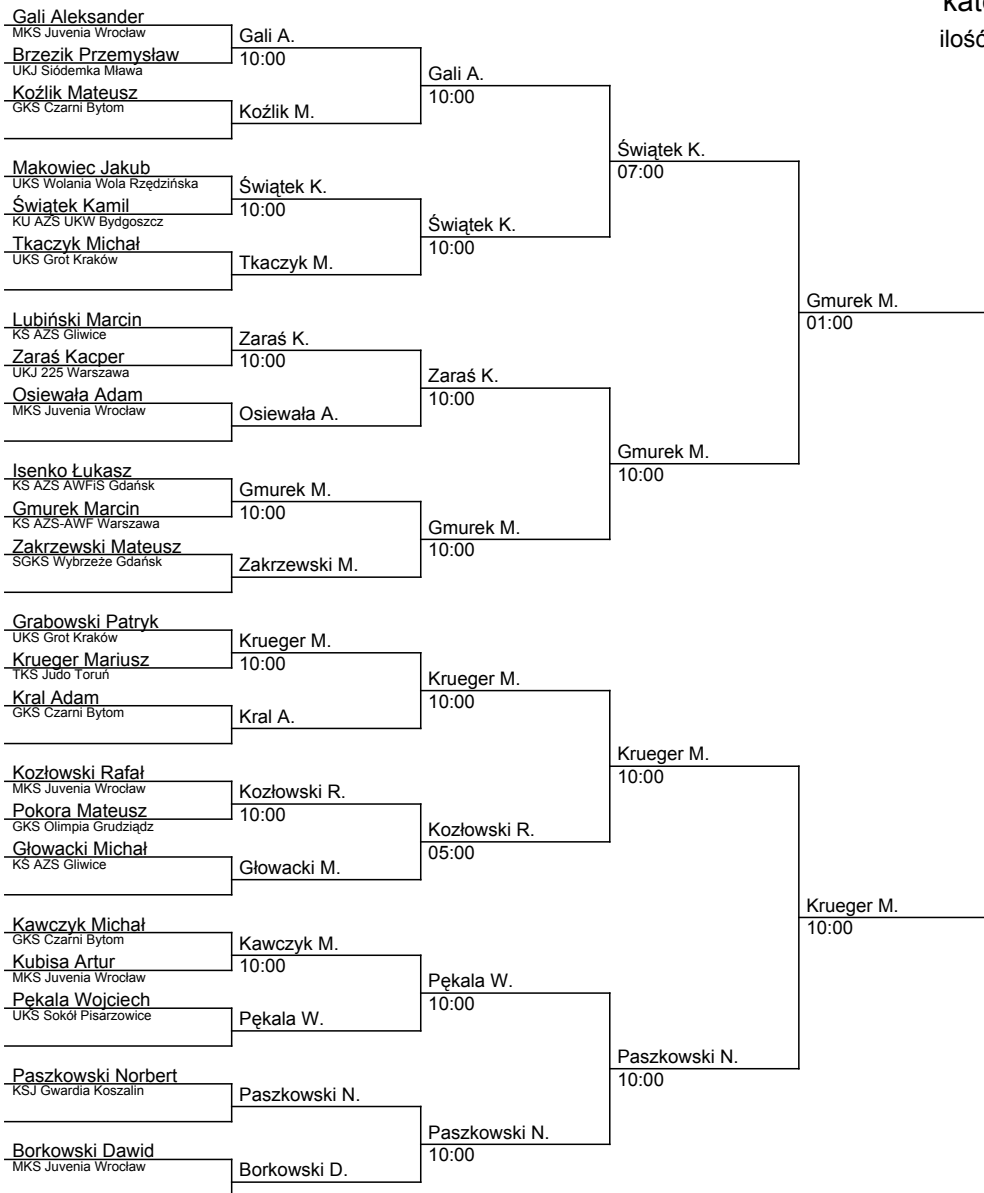 Gali Aleksander
MKS Juvenia Wrocław
Brzezik Przemysław
UKJ Siódemka Mława
Koźlik Mateusz
GKS Czarni Bytom
Makowiec Jakub
UKS Wolania Wola Rzędzińska
Świątek Kamil
KU AZS UKW Bydgoszcz
Tkaczyk Michał
UKS Grot Kraków
Lubiński Marcin
KŚ AZS Gliwice
Zaraś Kacper
UKJ 225 Warszawa
Osiewała Adam
MKS Juvenia Wrocław
Isenko Łukasz
KS AZS AWFiS Gdańsk
Gmurek Marcin
KS AZS-AWF Warszawa
Zakrzewski Mateusz
SGKS Wybrzeże Gdańsk
Grabowski Patryk
UKS Grot Kraków
Krueger Mariusz
TKS Judo Toruń
Kral Adam
GKS Czarni Bytom
Kozłowski Rafał
MKS Juvenia Wrocław
Pokora Mateusz
GKS Olimpia Grudziądz
Głowacki Michał
KŚ AZS Gliwice
Kawczyk Michał
GKS Czarni Bytom
Kubisa Artur
MKS Juvenia Wrocław
Pękala Wojciech
UKS Sokół Pisarzowice
Paszkowski Norbert
KSJ Gwardia Koszalin
Borkowski Dawid
MKS Juvenia Wrocław
Gali A.
10:00
Koźlik M.
Świątek K.
10:00
Tkaczyk M.
Zaraś K.
10:00
Osiewała A.
Gmurek M.
10:00
Zakrzewski M.
Krueger M.
10:00
Kral A.
Kozłowski R.
10:00
Głowacki M.
Kawczyk M.
10:00
Pękala W.
Paszkowski N.
Borkowski D.
Gali A.
10:00
Świątek K.
10:00
Zaraś K.
10:00
Gmurek M.
10:00
Krueger M.
10:00
Kozłowski R.
05:00
Pękala W.
10:00
Paszkowski N.
10:00
Świątek K.
07:00
Gmurek M.
10:00
Krueger M.
10:00
Paszkowski N.
10:00
Gmurek M.
01:00
Krueger M.
10:00
ilość